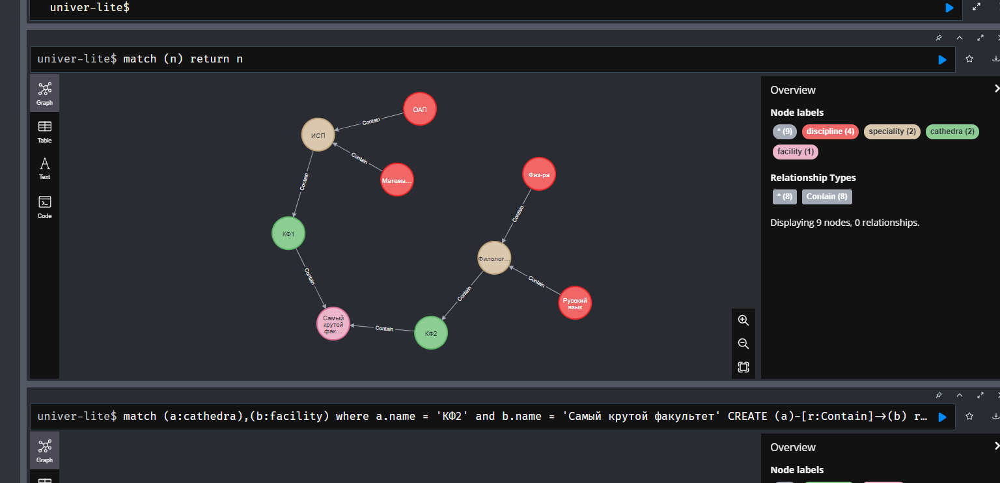 univer-lite$
univer-lite$ match (n) return n
Graph
Table
Text
Code
ОАП
Contain
ИСП
Contain
Матема...
Физ-ра
Contain
Contain
КФ1
Contain
Филолог...
Contain
Contain
Русский
язык
Самый
крутой
фак...
Contain
КФ2
Overview
Node labels
* (9) discipline (4) speciality (2) cathedra (2)
facility (1)
Relationship Types
* (8) Contain (8)
Displaying 9 nodes, 0 relationships.
univer-lite$ match (a:cathedra),(b:facility) where a.name = 'КФ2' and b.name = 'Самый крутой факультет' CREATE (a)-[r:Contain]->(b) r…
Graph
Overview
Node labels